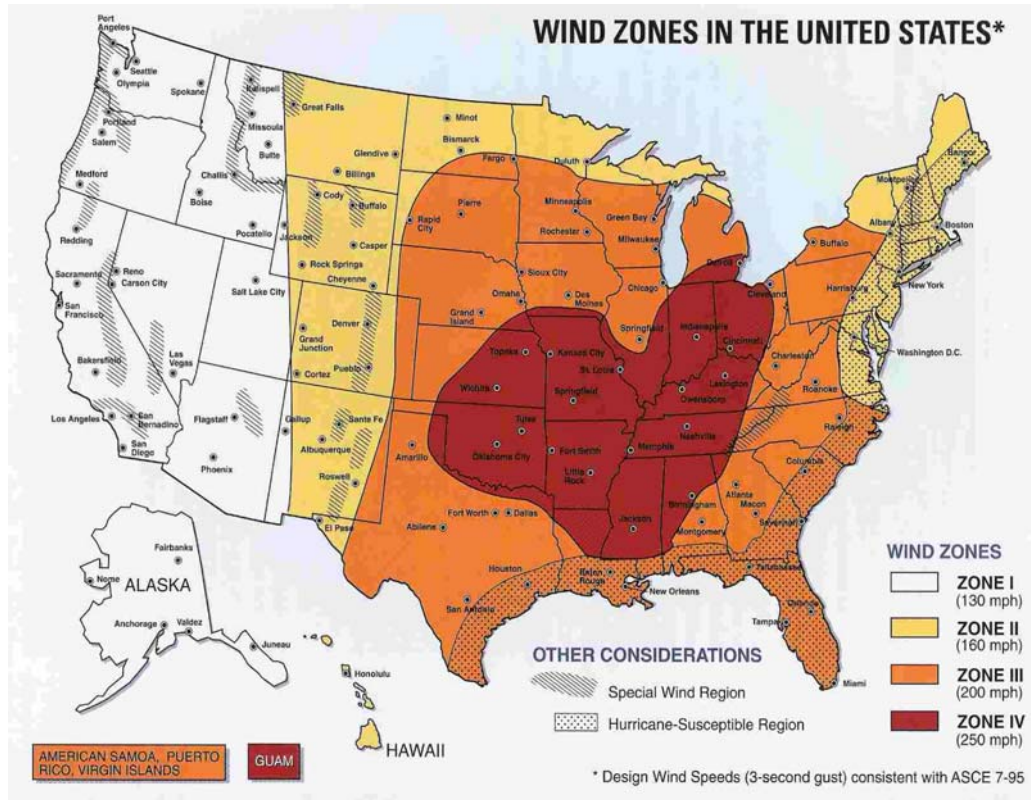 WIND ZONES IN THE UNITED STATES*
Port
Angeles
Seattle
Olympia
Spokane
Portland
Salem
Medford
Kalispell
Missoula
Butte
Challis
Boise
Pocatello
Great Falls
Glendive
Billings
Cody
Buffalo
Jackson
Casper
Rock Springs
Cheyenne
Minot
Bismarck
Fargo
Duluth
Pierre
Rapid
City
Minneapolis
Rochester
Green Bay
Milwaukee
Sioux City
Omaha
Des
Moines
Chicago
Grand
Island
Springfield
Detroit
Cleveland
Bangor
Montpelier
Albany
Boston
Buffalo
Harrisburg
New York
Washington D.C.
Redding
Sacramento
Reno
Carson City
San
Francisco
Salt Lake City
Bakersfield
Las
Vegas
Los Angeles
San
Bernadino
San
Diego
Flagstaff
Phoenix
Denver
Grand
Junction
Pueblo
Cortez
Gallup
Santa Fe
Albuquerque
Roswell
El Paso
Topeka
Kansas City
St. Louis
Wichita
Springfield
Tulsa
Oklahoma City
Fort Smith
Little
Rock
Indianapolis
Cincinnati
Lexington
Owensboro
Nashville
Memphis
Charleston
Roanoke
Raleigh
Columbia
Amarillo
Abilene
Fort Worth
Dallas
Jackson
Birmingham
Montgomery
Atlanta
Macon
Savannah
Tallahassee
Houston
San Antonio
Baton
Rouge
New Orleans
Orlando
Tampa
Miami
Fairbanks
Nome
ALASKA
Anchorage
Valdez
Juneau
Honolulu
HAWAII
AMERICAN SAMOA, PUERTO
RICO, VIRGIN ISLANDS
GUAM
OTHER CONSIDERATIONS
Special Wind Region
Hurricane-Susceptible Region
WIND ZONES
ZONE I
(130 mph)
ZONE II
(160 mph)
ZONE III
(200 mph)
ZONE IV
(250 mph)
* Design Wind Speeds (3-second gust) consistent with ASCE 7-95